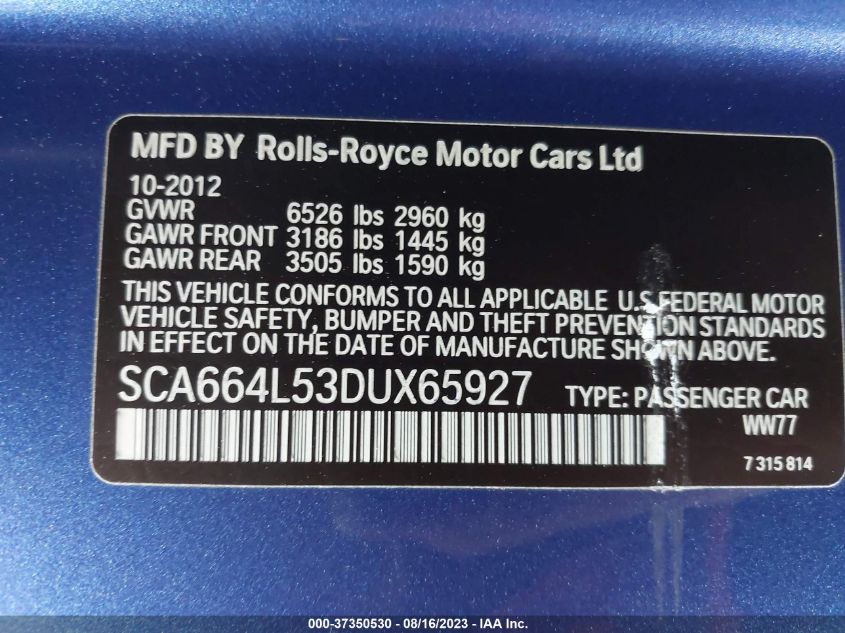 MFD BY Rolls-Royce Motor Cars Ltd
10-2012
GVWR 6526 lbs 2960 kg
GAWR FRONT 3186 lbs 1445 kg
GAWR REAR 3505 lbs 1590 kg
THIS VEHICLE CONFORMS TO ALL APPLICABLE U.S. FEDERAL MOTOR
VEHICLE SAFETY, BUMPER AND THEFT PREVENTION STANDARDS
IN EFFECT ON THE DATE OF MANUFACTURE SHOWN ABOVE.
SCA664L53DUX65927 TYPE: PASSENGER CAR
WW77
7 315 814
000-37350530 - 08/16/2023 - IAA Inc.